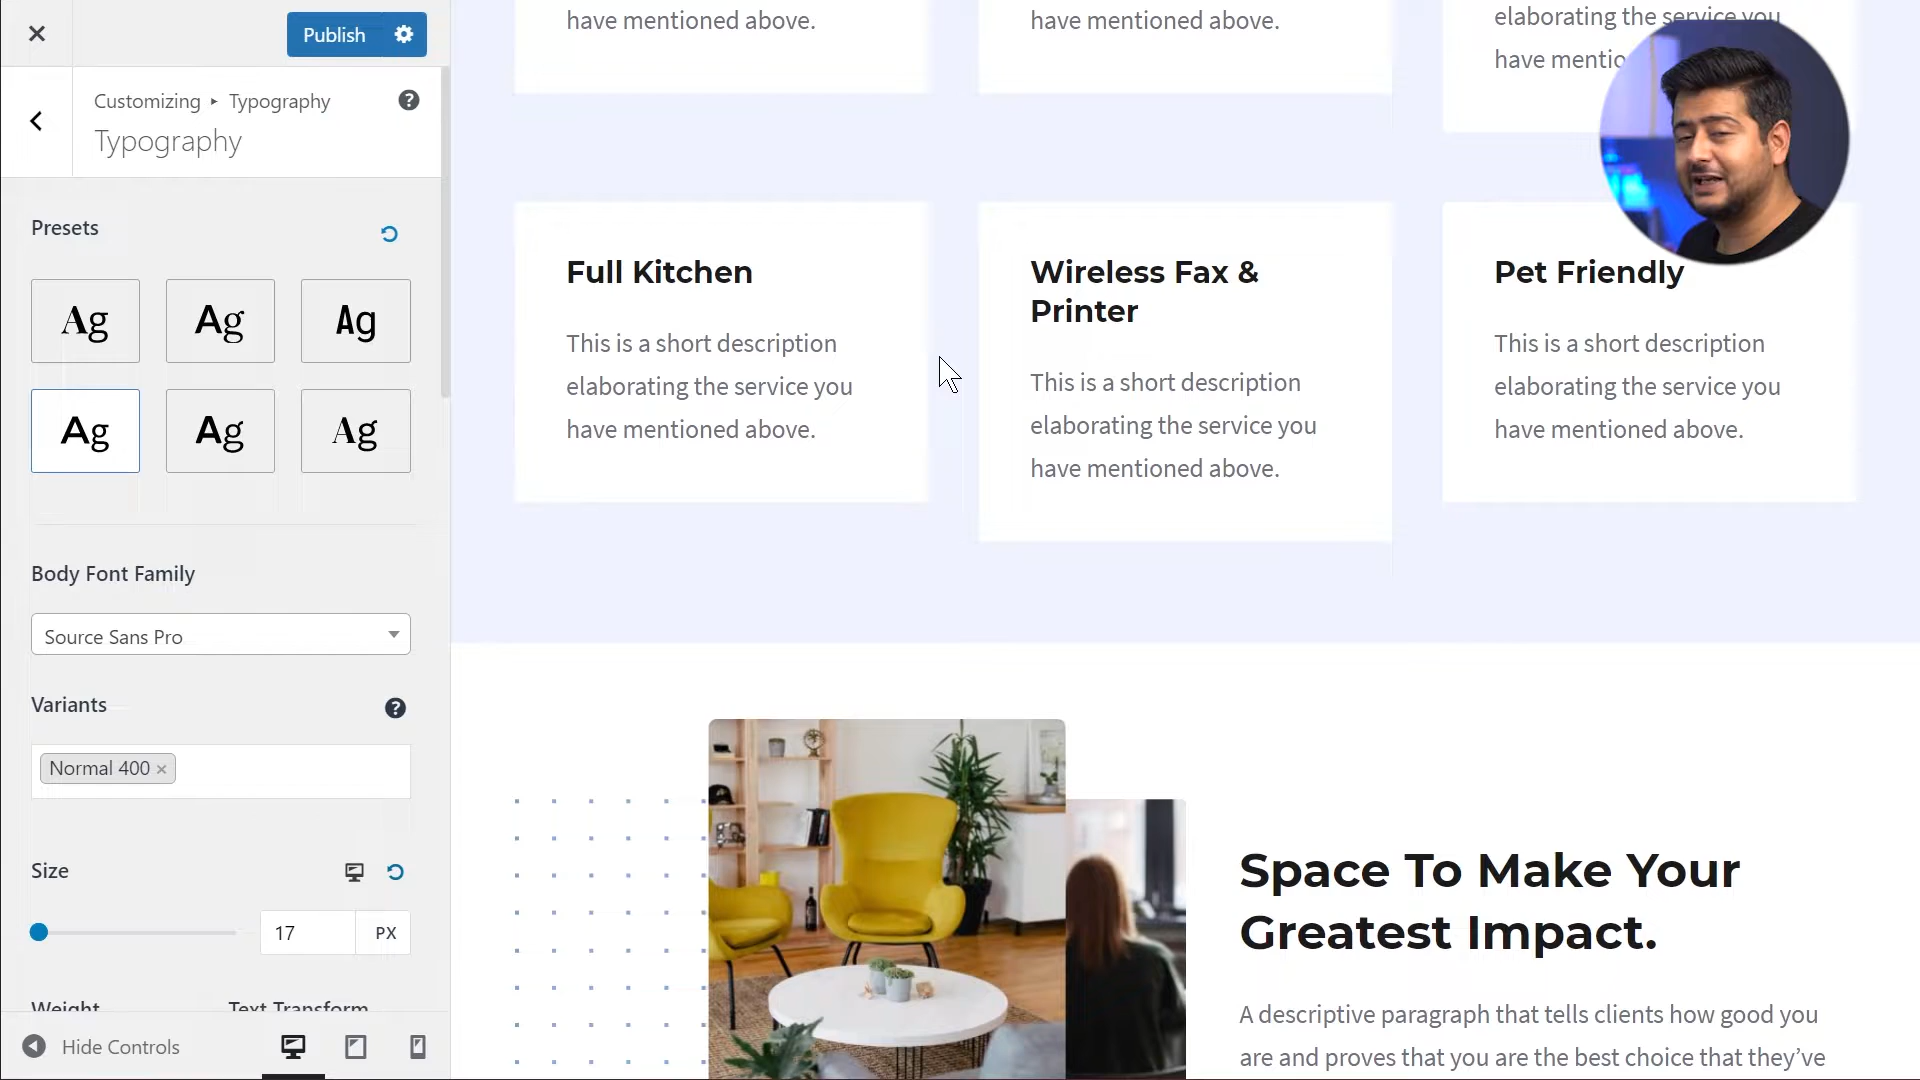 Publish
Customizing ▸ Typography
Typography
Presets
Ag
Ag
Ag
Ag
Ag
Ag
Body Font Family
Source Sans Pro
Variants
Normal 400 ×
Size
17
PX
Weight
Text Transform
Hide Controls
have mentioned above.
have mentioned above.
elaborating the service you
have mentio
Full Kitchen
This is a short description
elaborating the service you
have mentioned above.
Wireless Fax &
Printer
This is a short description
elaborating the service you
have mentioned above.
Pet Friendly
This is a short description
elaborating the service you
have mentioned above.
Space To Make Your
Greatest Impact.
A descriptive paragraph that tells clients how good you
are and proves that you are the best choice that they’ve